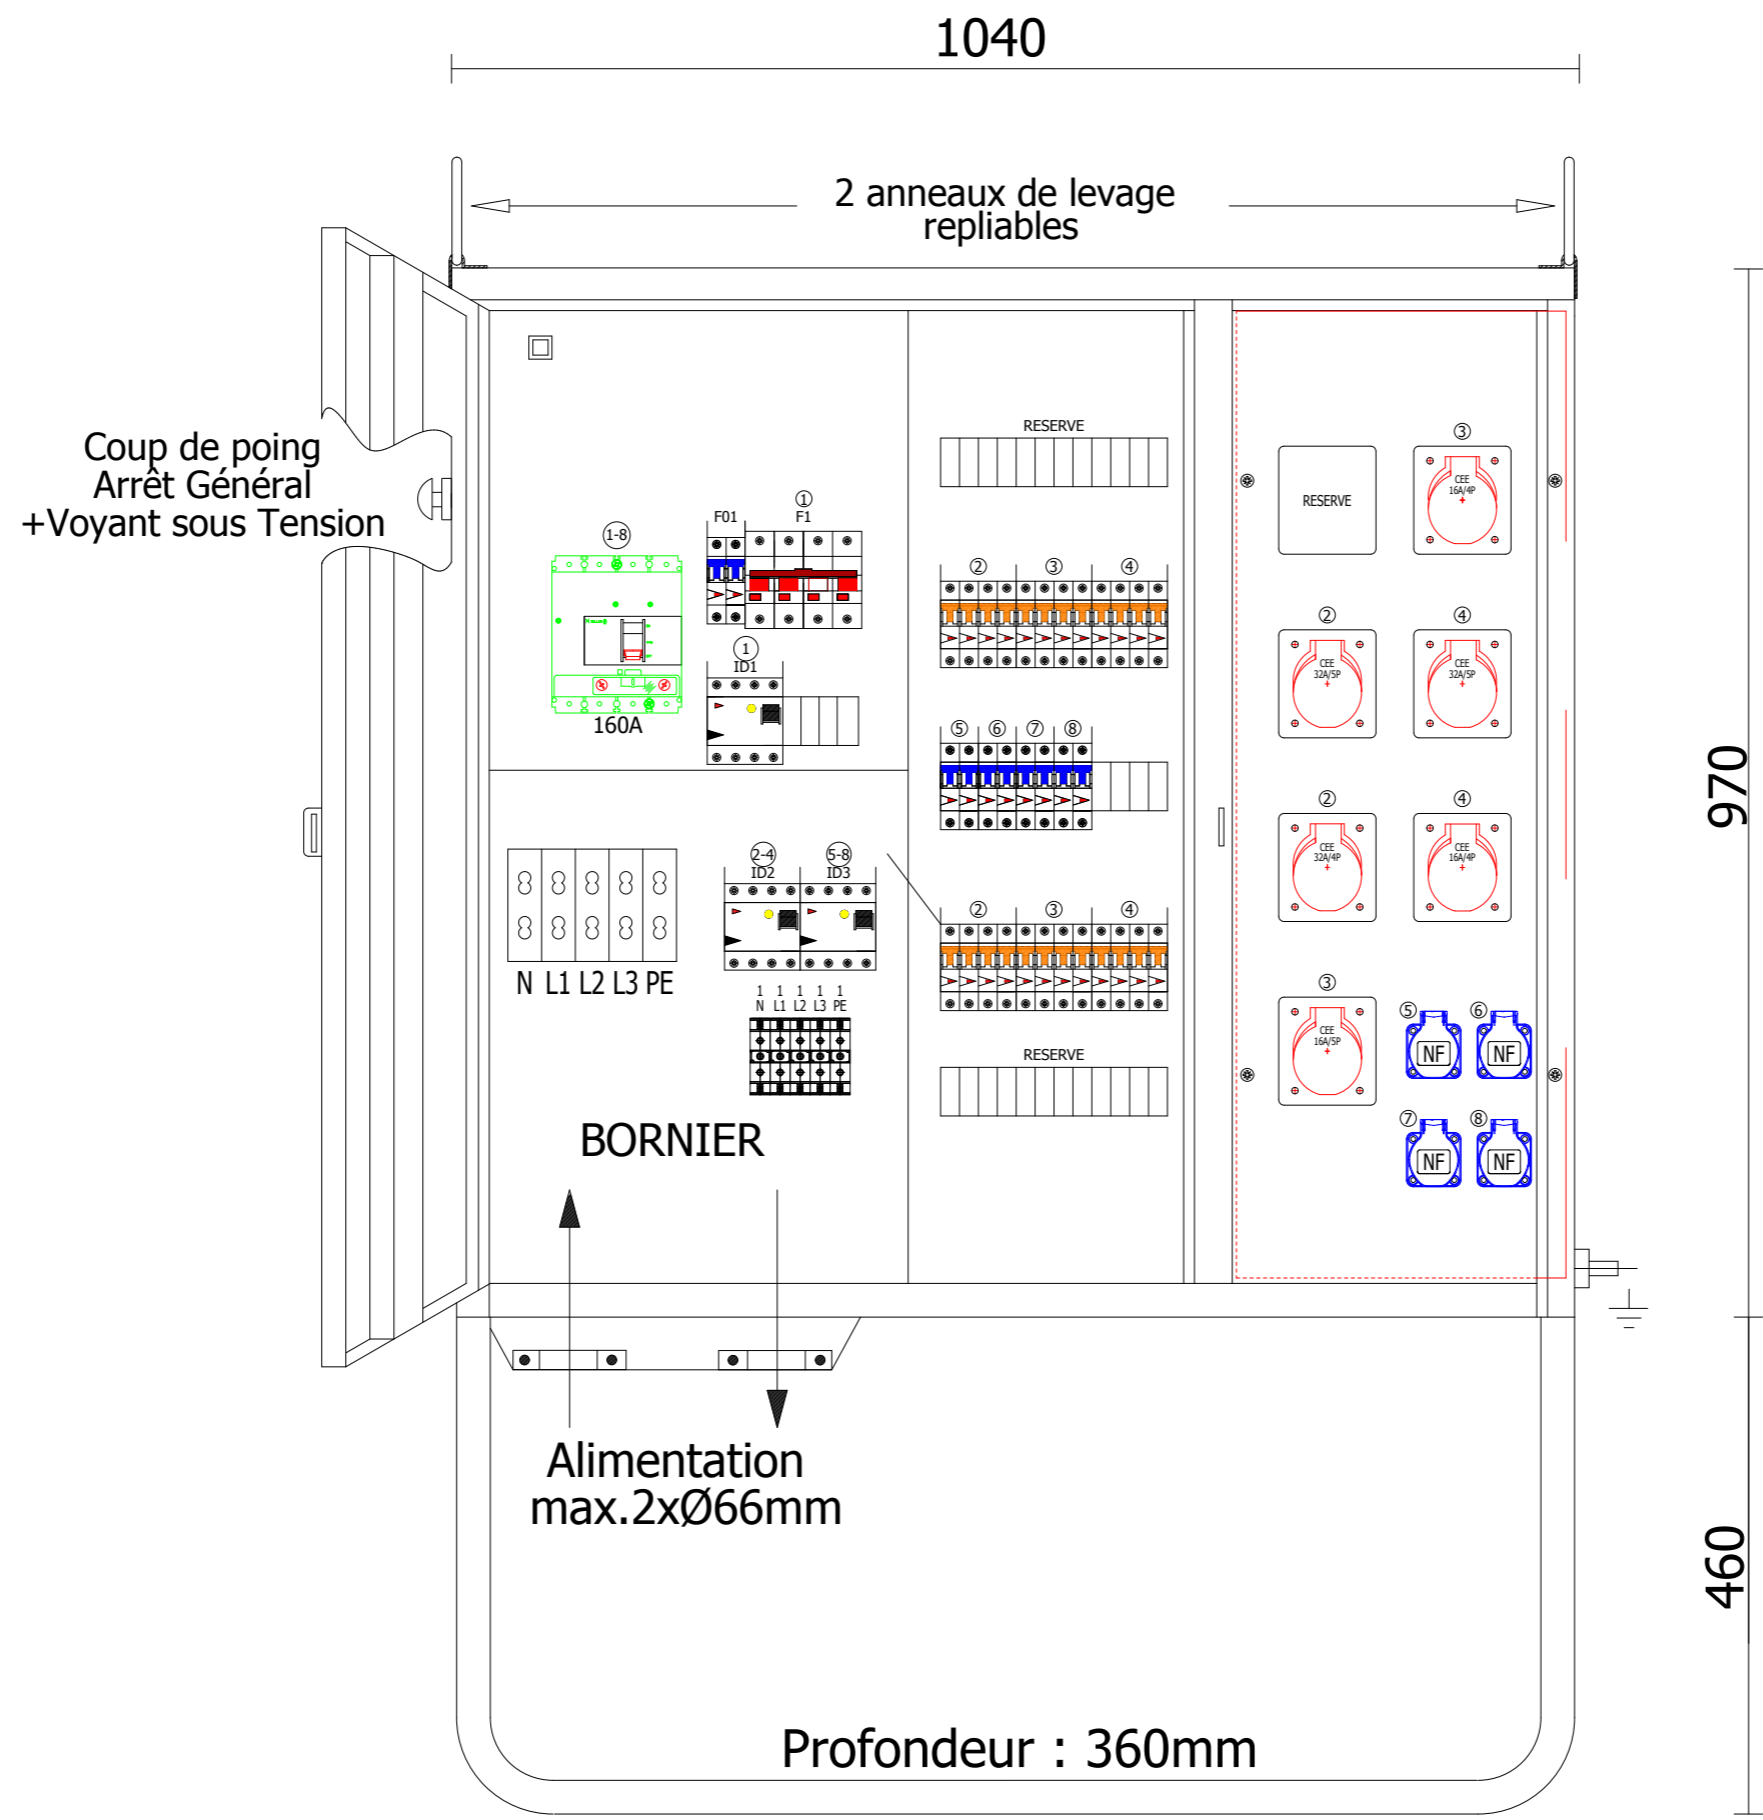 1040
2 anneaux de levage
repliables
Coup de poing
Arrêt Général
+Voyant sous Tension
970
460
1-8
160A
F01
1
F1
1
ID1
RESERVE
2 3 4
5 6 7 8
2-4
ID2
5-8
ID3
N L1 L2 L3 PE
1 1 1 1 1
N L1 L2 L3 PE
2 3 4
RESERVE
BORNIER
RESERVE
3
CEE
16A/4P
2
CEE
32A/5P
4
CEE
32A/5P
2
CEE
32A/4P
4
CEE
16A/4P
3
CEE
16A/5P
5
NF
6
NF
7
NF
8
NF
Alimentation
max.2xØ66mm
Profondeur : 360mm